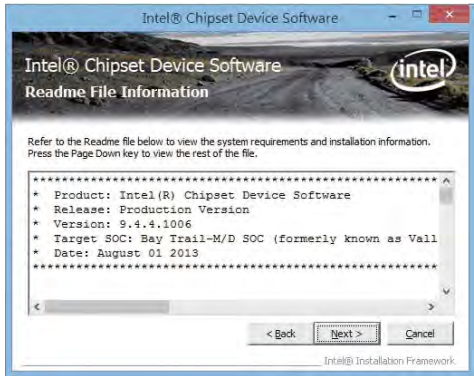 Intel® Chipset Device Software
Intel® Chipset Device Software
(intel)
Readme File Information
Refer to the Readme file below to view the system requirements and installation information.
Press the Page Down key to view the rest of the file.
********************************************************
* Product: Intel(R) Chipset Device Software
* Release: Production Version
* Version: 9.4.4.1006
* Target SOC: Bay Trail-M/D SOC (formerly known as Vall
* Date: August 01 2013
********************************************************
< Back
Next >
Cancel
Intel® Installation Framework